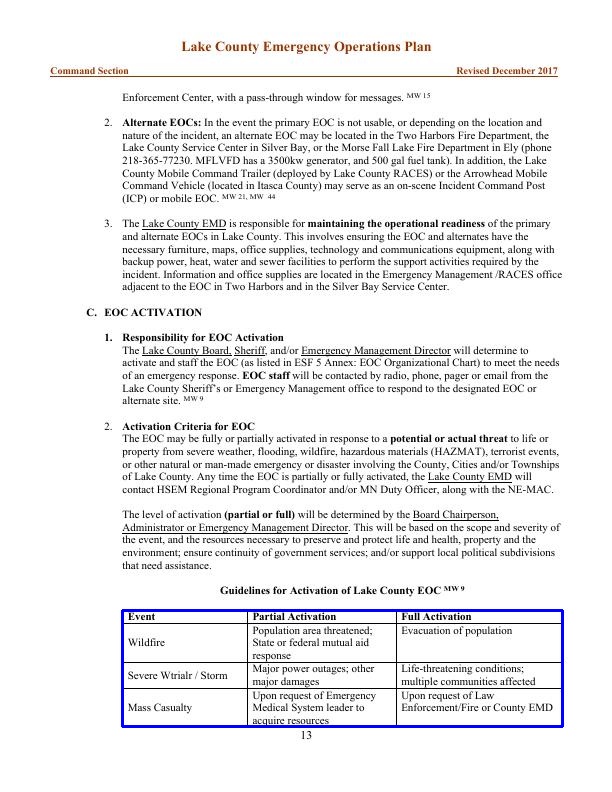 Lake County Emergency Operations Plan
Command Section Revised December 2017
Enforcement Center, with a pass-through window for messages. MW 15
2. Alternate EOCs: In the event the primary EOC is not usable, or depending on the location and
nature of the incident, an alternate EOC may be located in the Two Harbors Fire Department, the
Lake County Service Center in Silver Bay, or the Morse Fall Lake Fire Department in Ely (phone
218-365-77230. MFLVFD has a 3500kw generator, and 500 gal fuel tank). In addition, the Lake
County Mobile Command Trailer (deployed by Lake County RACES) or the Arrowhead Mobile
Command Vehicle (located in Itasca County) may serve as an on-scene Incident Command Post
(ICP) or mobile EOC. MW 21, MW 44
3. The Lake County EMD is responsible for maintaining the operational readiness of the primary
and alternate EOCs in Lake County. This involves ensuring the EOC and alternates have the
necessary furniture, maps, office supplies, technology and communications equipment, along with
backup power, heat, water and sewer facilities to perform the support activities required by the
incident. Information and office supplies are located in the Emergency Management /RACES office
adjacent to the EOC in Two Harbors and in the Silver Bay Service Center.
C. EOC ACTIVATION
1. Responsibility for EOC Activation
The Lake County Board, Sheriff, and/or Emergency Management Director will determine to
activate and staff the EOC (as listed in ESF 5 Annex: EOC Organizational Chart) to meet the needs
of an emergency response. EOC staff will be contacted by radio, phone, pager or email from the
Lake County Sheriff's or Emergency Management office to respond to the designated EOC or
alternate site. MW 9
2. Activation Criteria for EOC
The EOC may be fully or partially activated in response to a potential or actual threat to life or
property from severe weather, flooding, wildfire, hazardous materials (HAZMAT), terrorist events,
or other natural or man-made emergency or disaster involving the County, Cities and/or Townships
of Lake County. Any time the EOC is partially or fully activated, the Lake County EMD will
contact HSEM Regional Program Coordinator and/or MN Duty Officer, along with the NE-MAC.
The level of activation (partial or full) will be determined by the Board Chairperson,
Administrator or Emergency Management Director. This will be based on the scope and severity of
the event, and the resources necessary to preserve and protect life and health, property and the
environment; ensure continuity of government services; and/or support local political subdivisions
that need assistance.
Guidelines for Activation of Lake County EOC MW 9
Event Partial Activation Full Activation
Wildfire
Population area threatened;
State or federal mutual aid
response
Evacuation of population
Severe Wtrialr / Storm
Major power outages; other
major damages
Life-threatening conditions;
multiple communities affected
Mass Casualty
Upon request of Emergency
Medical System leader to
acquire resources
Upon request of Law
Enforcement/Fire or County EMD
13